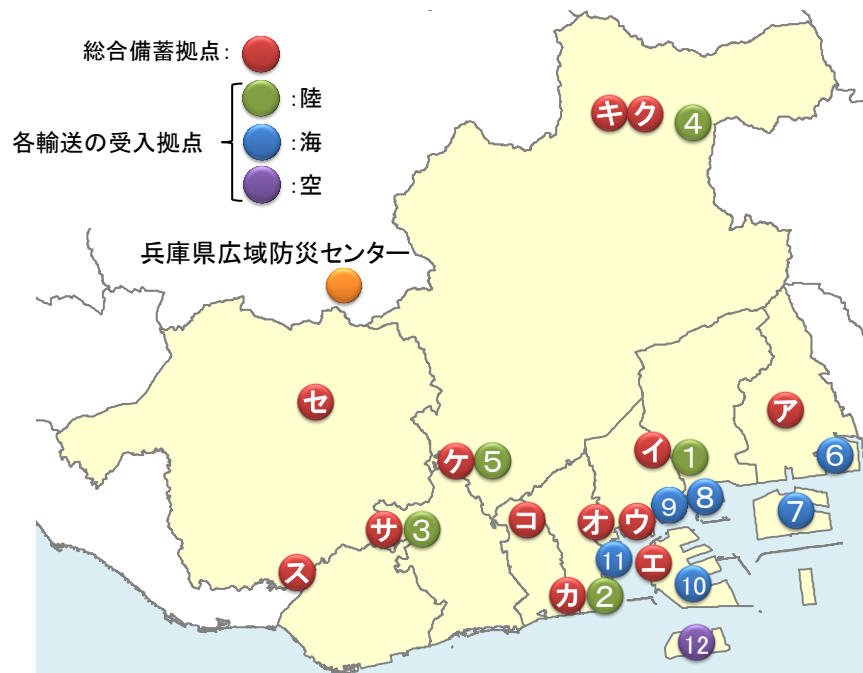 総合備蓄拠点:
:陸
各輸送の受入拠点
:海
:空
兵庫県広域防災センター
キ ク 4
セ
ア
イ 1
ケ 5
6
8
9
7
コ オ ウ
サ 3
11 エ
ス
10
カ 2
12